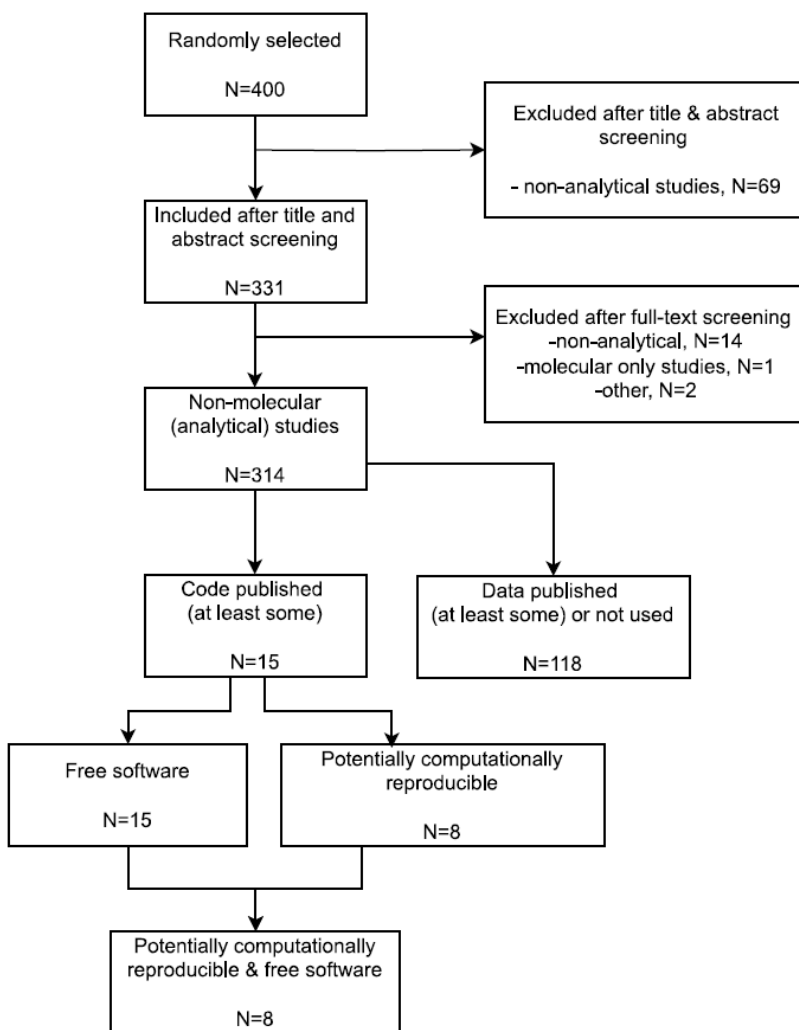 Randomly selected
N=400
Excluded after title & abstract
screening
- non-analytical studies, N=69
Included after title and
abstract screening
N=331
Excluded after full-text screening
-non-analytical, N=14
-molecular only studies, N=1
-other, N=2
Non-molecular
(analytical) studies
N=314
Code published
(at least some)
N=15
Data published
(at least some) or not used
N=118
Free software
N=15
Potentially computationally
reproducible
N=8
Potentially computationally
reproducible & free software
N=8